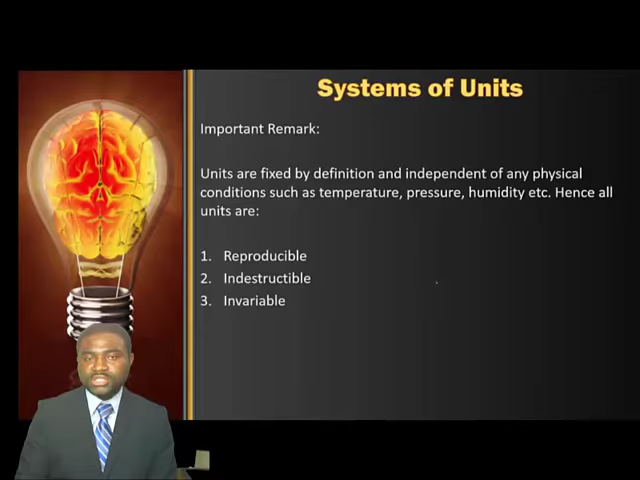 Systems of Units
Important Remark:
Units are fixed by definition and independent of any physical
conditions such as temperature, pressure, humidity etc. Hence all
units are:
1. Reproducible
2. Indestructible
3. Invariable